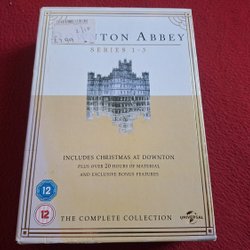 NTON ABBEY
SERIES 1-5
INCLUDES CHRISTMAS AT DOWNTON
PLUS OVER 20 HOURS OF MATERIAL
AND EXCLUSIVE BONUS FEATURES
12
12
THE COMPLETE COLLECTION
UNIVERSAL